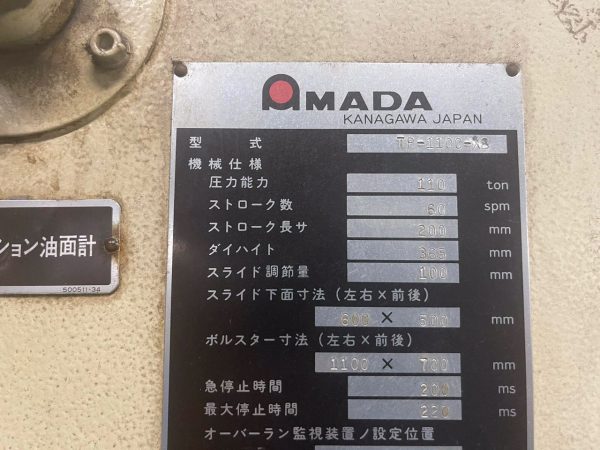 AMADA
KANAGAWA JAPAN
型式 TP-1100-
機械仕様
圧力能力 110 ton
ストローク数 60 spm
ストローク長サ 200 mm
ダイハイト 365 mm
スライド調節量 100 mm
スライド下面寸法(左右×前後)
600 × 500 mm
ボルスター寸法(左右×前後)
1100 × 700 mm
急停止時間 200 ms
最大停止時間 220 ms
オーバーラン監視装置ノ設定位置
ション油面計
500511-34